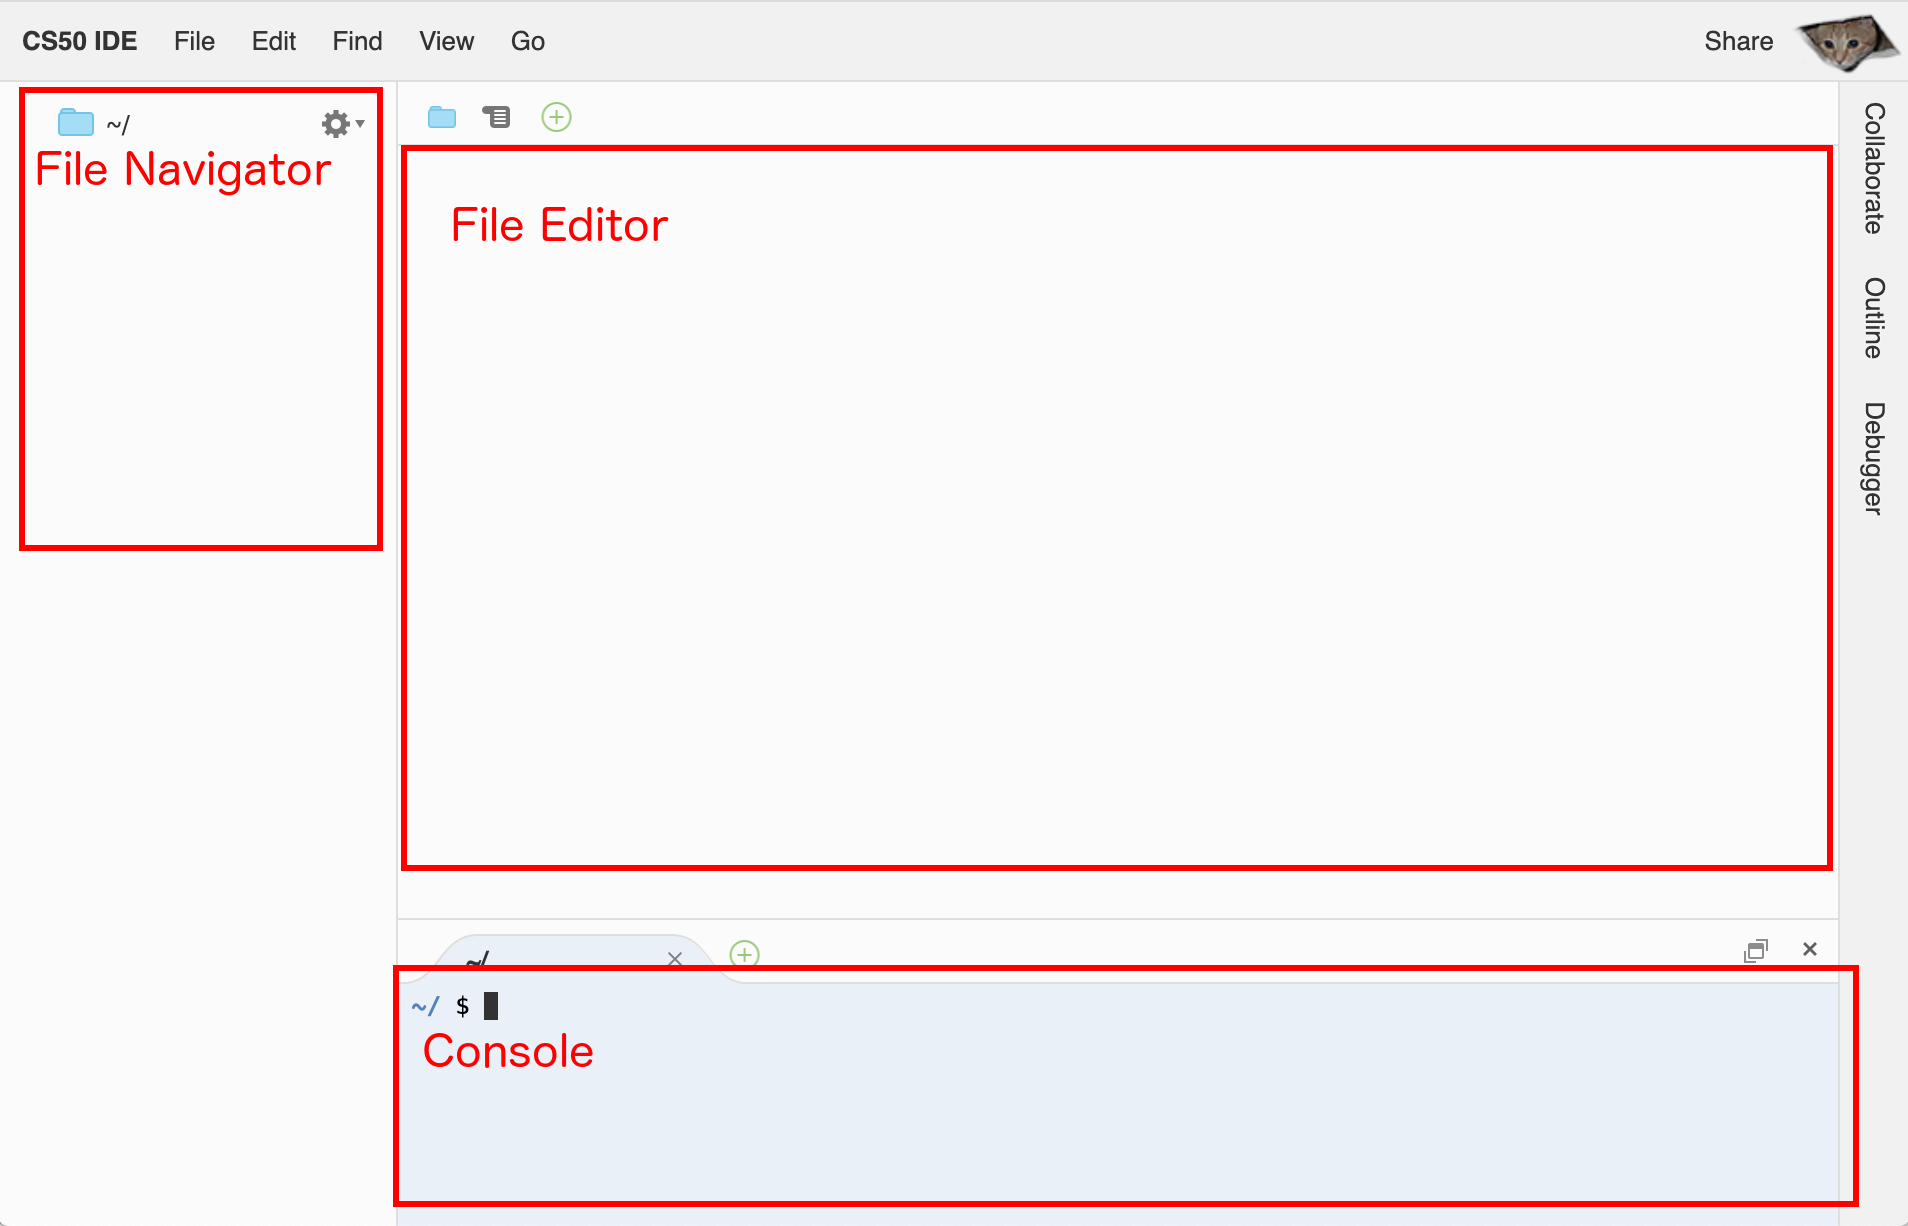 CS50 IDE File Edit Find View Go Share
~/
File Navigator
File Editor
Collaborate
Outline
Debugger
~/
~/ $
Console